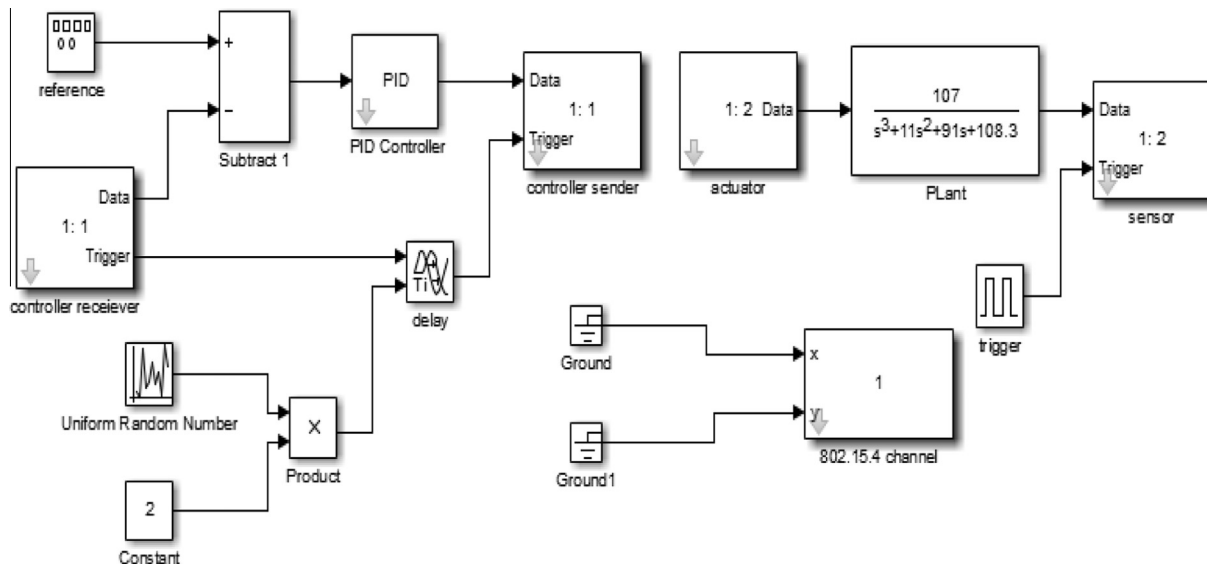 reference
+
−
Subtract 1
PID
PID Controller
Data
1: 1
Trigger
controller sender
1: 2 Data
actuator
107
s³+11s²+91s+108.3
PLant
Data
1: 2
Trigger
sensor
Data
1: 1
Trigger
controller receiever
Ti
delay
Uniform Random Number
X
Product
2
Constant
Ground
Ground1
x
1
y
802.15.4 channel
trigger